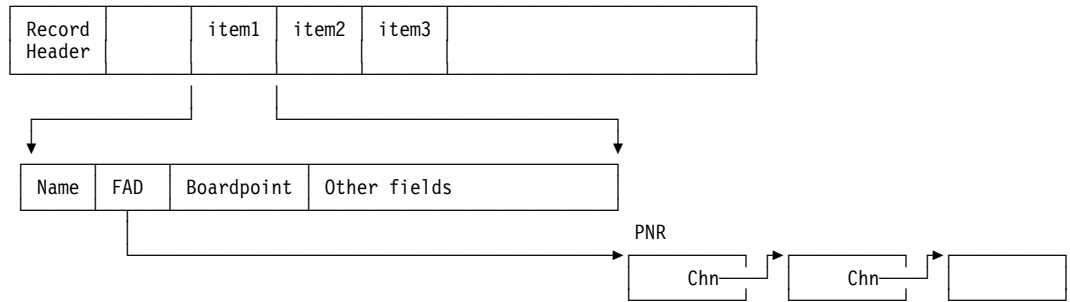 Record Header item1 item2 item3
Name FAD Boardpoint Other fields
PNR
Chn Chn